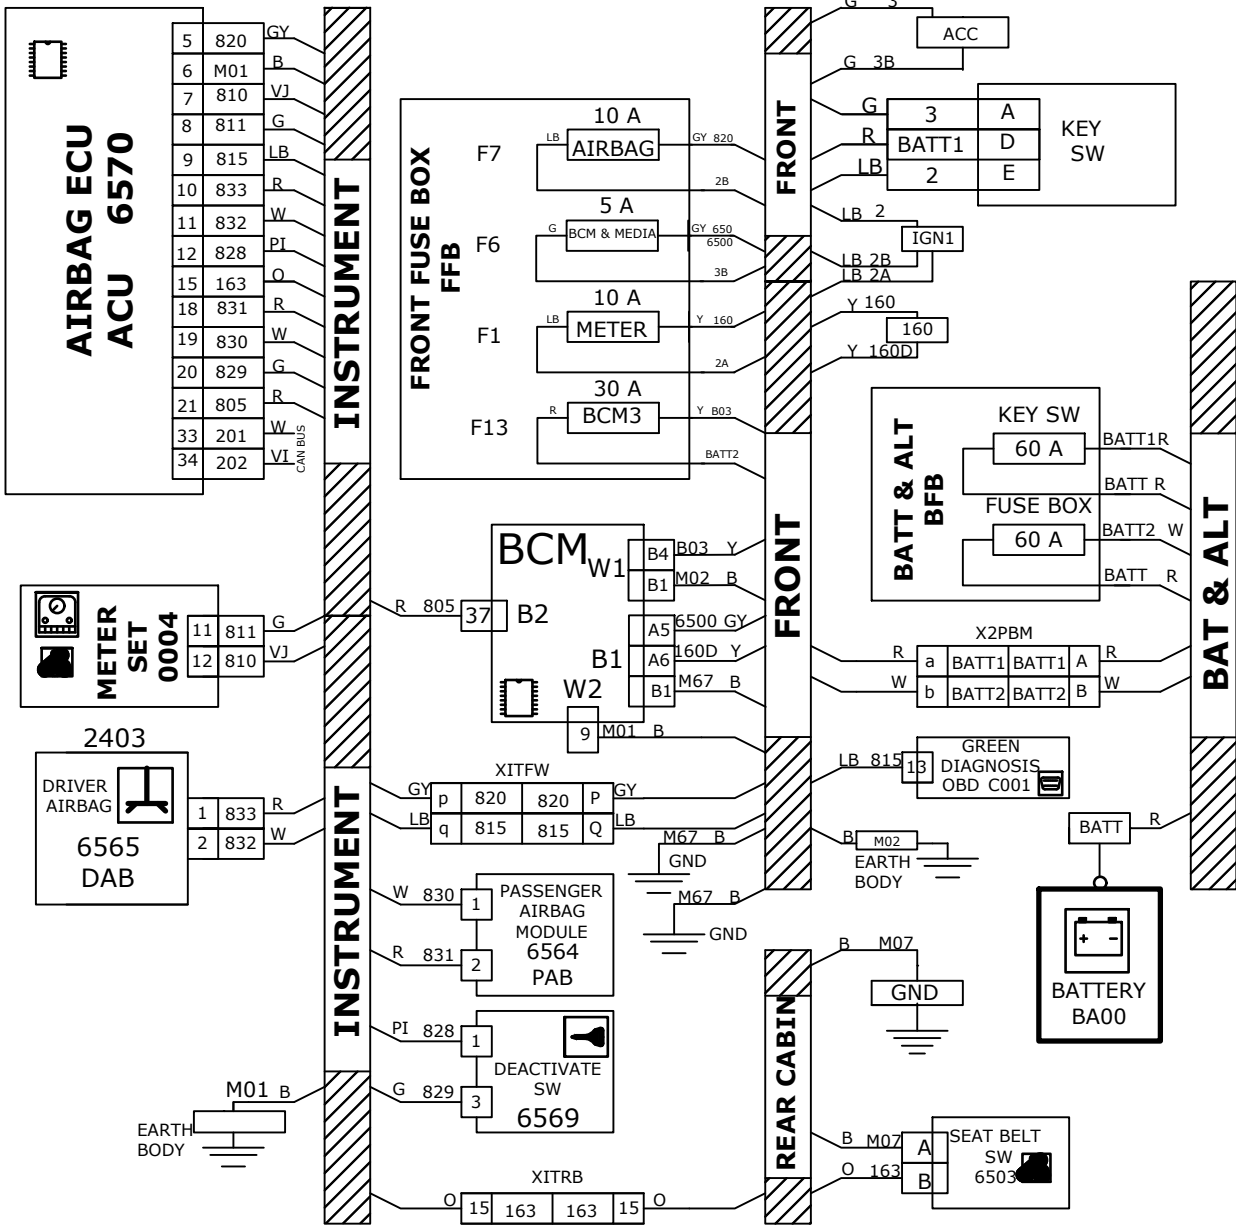 AIRBAG ECU
ACU 6570
5 820 GY
6 M01 B
7 810 VJ
8 811 G
9 815 LB
10 833 R
11 832 W
12 828 PI
15 163 O
18 831 R
19 830 W
20 829 G
21 805 R
33 201 W
34 202 VI
CAN BUS
INSTRUMENT
FRONT FUSE BOX
FFB
10 A
F7 LB AIRBAG GY 820
2B
5 A
F6 G BCM & MEDIA GY 650
6500
3B
10 A
F1 LB METER Y 160
2A
30 A
F13 R BCM3 Y B03
BATT2
FRONT
G 3
ACC
G 3B
G 3 A
R BATT1 D
LB 2 E
KEY
SW
LB 2
IGN1
LB 2B
LB 2A
Y 160
160
Y 160D
BATT & ALT
BFB
KEY SW
60 A BATT1 R
BATT R
FUSE BOX
60 A BATT2 W
BATT R
BAT & ALT
METER
SET
0004
11 811 G
12 810 VJ
R 805 37 B2
BCM
W1
B4 B03 Y
B1 M02 B
B1
A5 6500 GY
A6 160D Y
B1 M67 B
W2
9 M01 B
FRONT
X2PBM
R a BATT1 BATT1 A R
W b BATT2 BATT2 B W
2403
DRIVER
AIRBAG
6565
DAB
1 833 R
2 832 W
INSTRUMENT
XITFW
GY p 820 820 P GY
LB q 815 815 Q LB
M67 B
GND
M67 B
GND
LB 815 13
GREEN
DIAGNOSIS
OBD C001
B M02
EARTH
BODY
BATT R
+ -
BATTERY
BA00
W 830 1
R 831 2
PASSENGER
AIRBAG
MODULE
6564
PAB
PI 828 1
G 829 3
DEACTIVATE
SW
6569
M01 B
EARTH
BODY
REAR CABIN
B M07
GND
B M07 A
O 163 B
SEAT BELT
SW
6503
XITRB
O 15 163 163 15 O